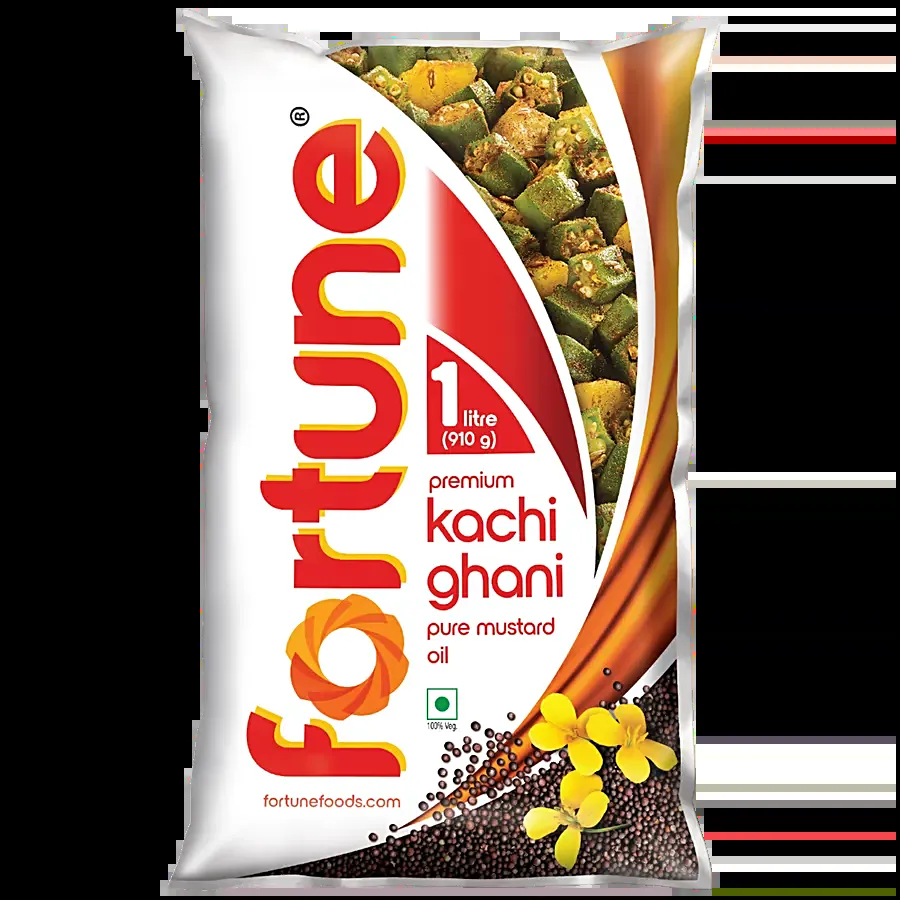 fortune®
1 litre
(910 g)
premium
kachi
ghani
pure mustard
oil
100% Veg.
fortunefoods.com